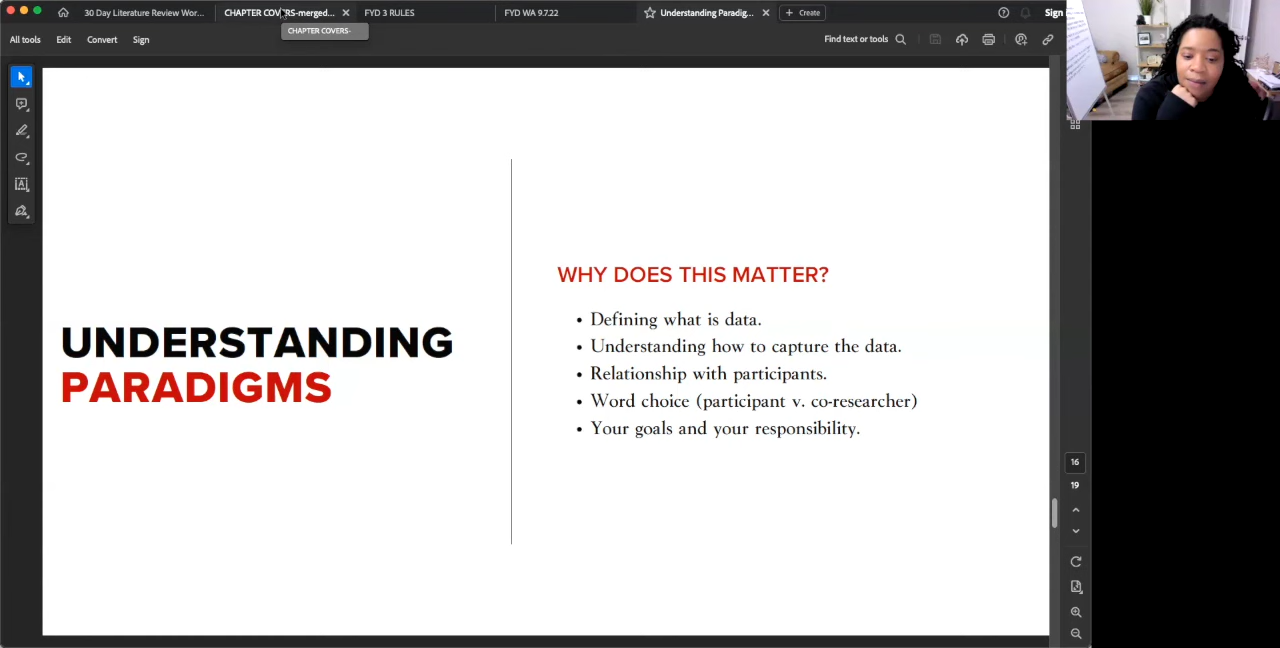 30 Day Literature Review Wor...
CHAPTER COVERS-merged...
FYD 3 RULES
FYD WA 9.7.22
Understanding Paradig...
Create
Sign
CHAPTER COVERS-
All tools
Edit
Convert
Sign
Find text or tools
UNDERSTANDING
PARADIGMS
WHY DOES THIS MATTER?
• Defining what is data.
• Understanding how to capture the data.
• Relationship with participants.
• Word choice (participant v. co-researcher)
• Your goals and your responsibility.
16
19